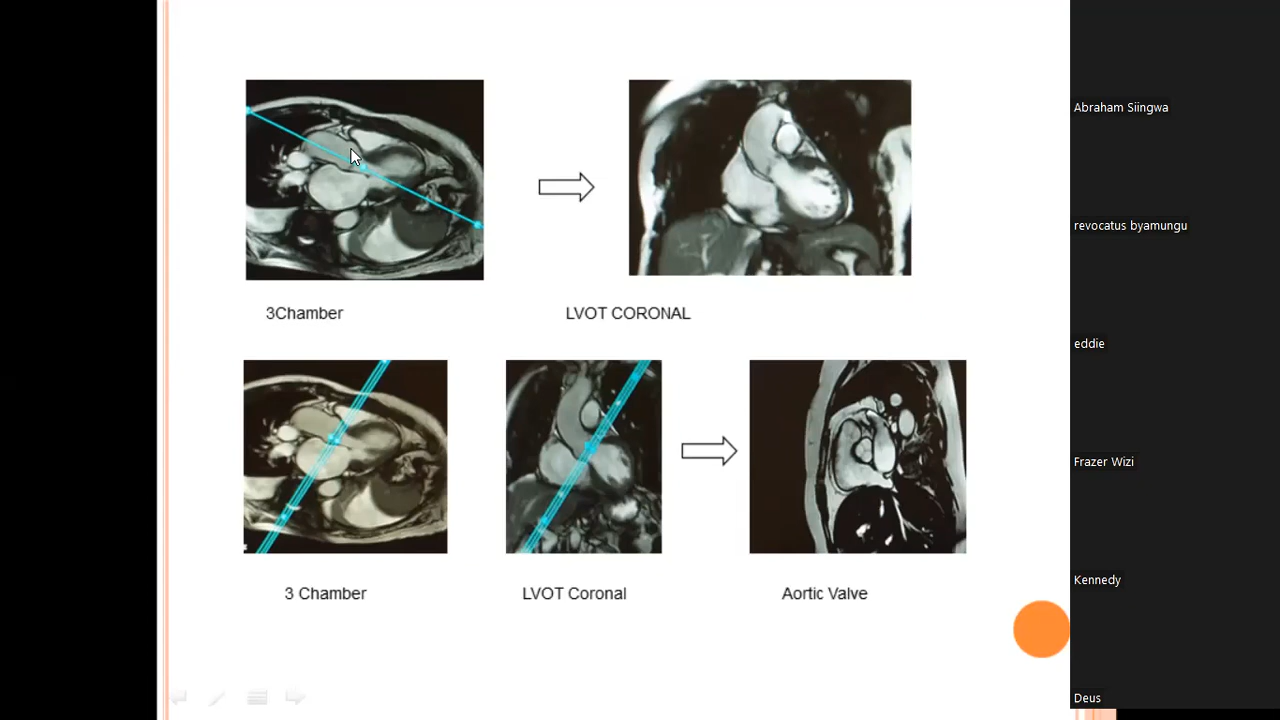 3Chamber
LVOT CORONAL
3 Chamber
LVOT Coronal
Aortic Valve
Abraham Siingwa
revocatus byamungu
eddie
Frazer Wizi
Kennedy
Deus